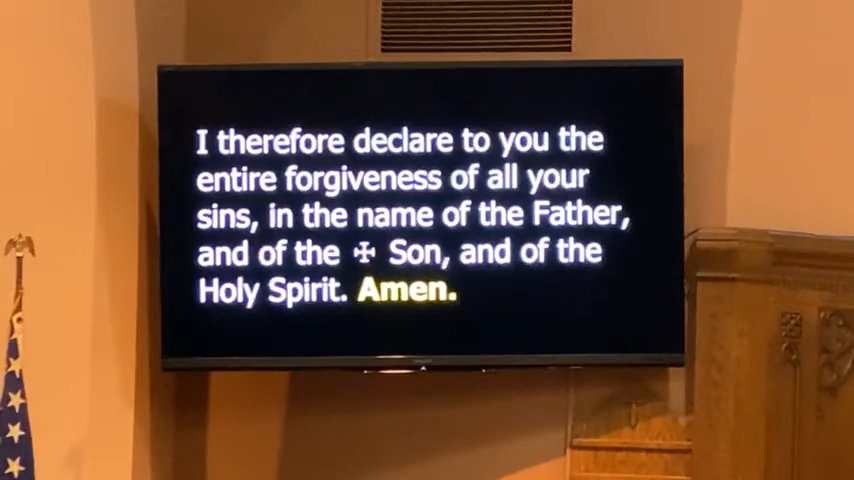 I therefore declare to you the
entire forgiveness of all your
sins, in the name of the Father,
and of the ☩ Son, and of the
Holy Spirit. Amen.